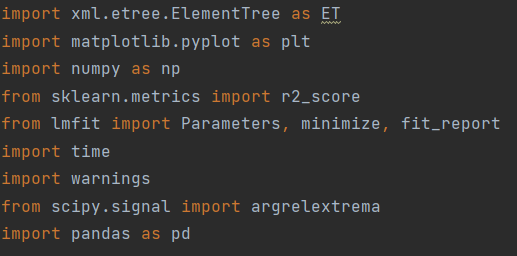 import xml.etree.ElementTree as ET
import matplotlib.pyplot as plt
import numpy as np
from sklearn.metrics import r2_score
from lmfit import Parameters, minimize, fit_report
import time
import warnings
from scipy.signal import argrelextrema
import pandas as pd